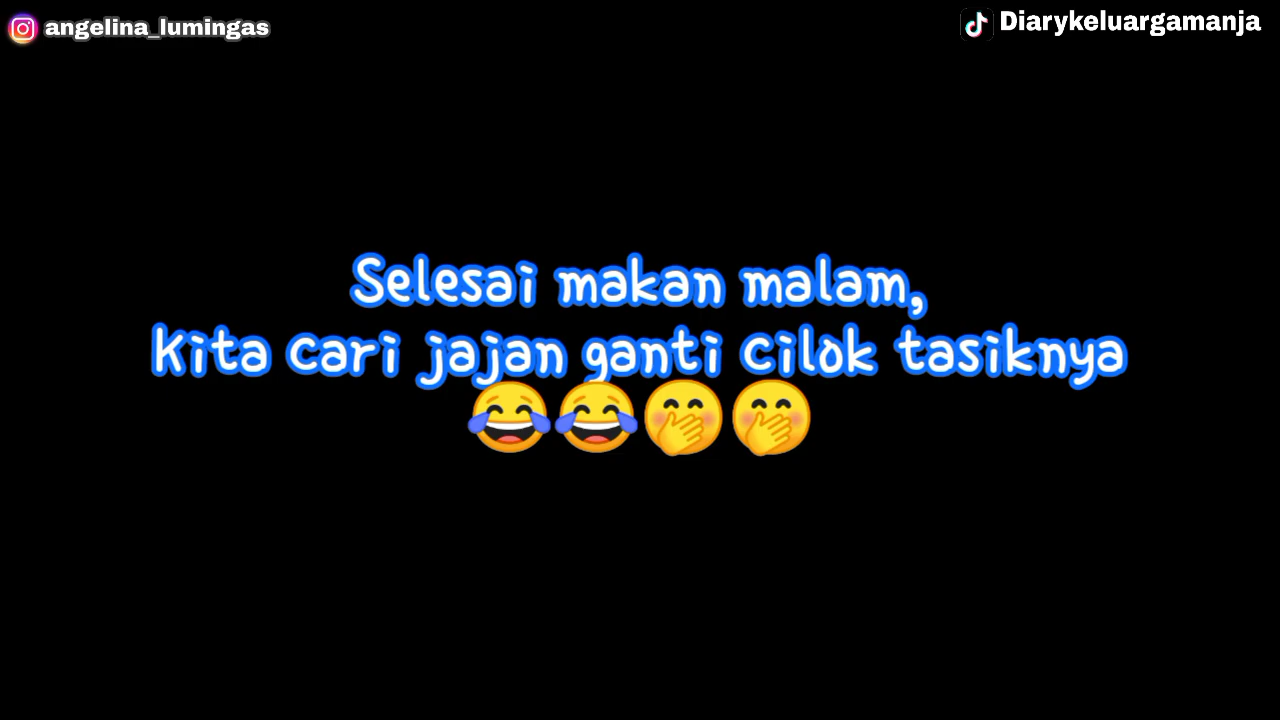 angelina_lumingas
Diarykeluargamanja
Selesai makan malam,
Kita cari jajan ganti cilok tasiknya
😂😂🤭🤭